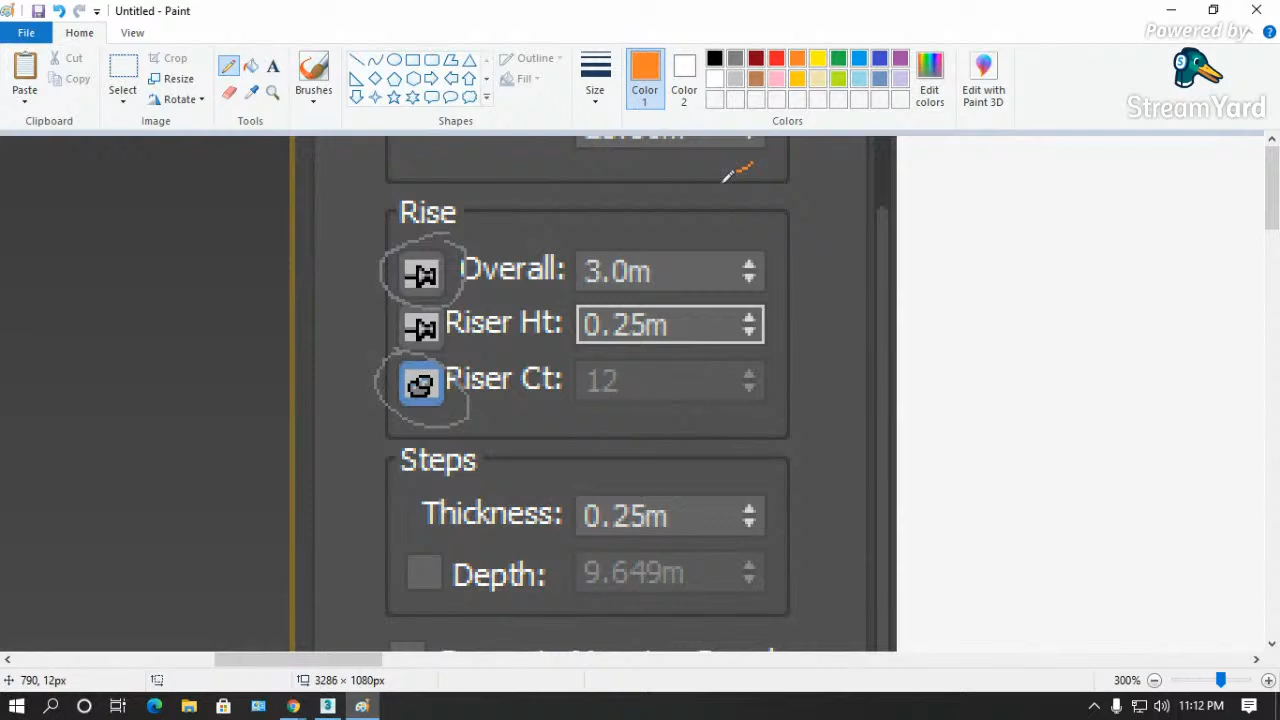 Untitled - Paint
File
Home
View
Paste
Cut
Copy
Clipboard
Select
Crop
Resize
Rotate
Image
Tools
Brushes
Shapes
Outline
Fill
Size
Color 1
Color 2
Colors
Edit colors
Edit with Paint 3D
Powered by
StreamYard
Rise
Overall: 3.0m
Riser Ht: 0.25m
Riser Ct: 12
Steps
Thickness: 0.25m
Depth: 9.649m
790, 12px
3286 × 1080px
300%
11:12 PM